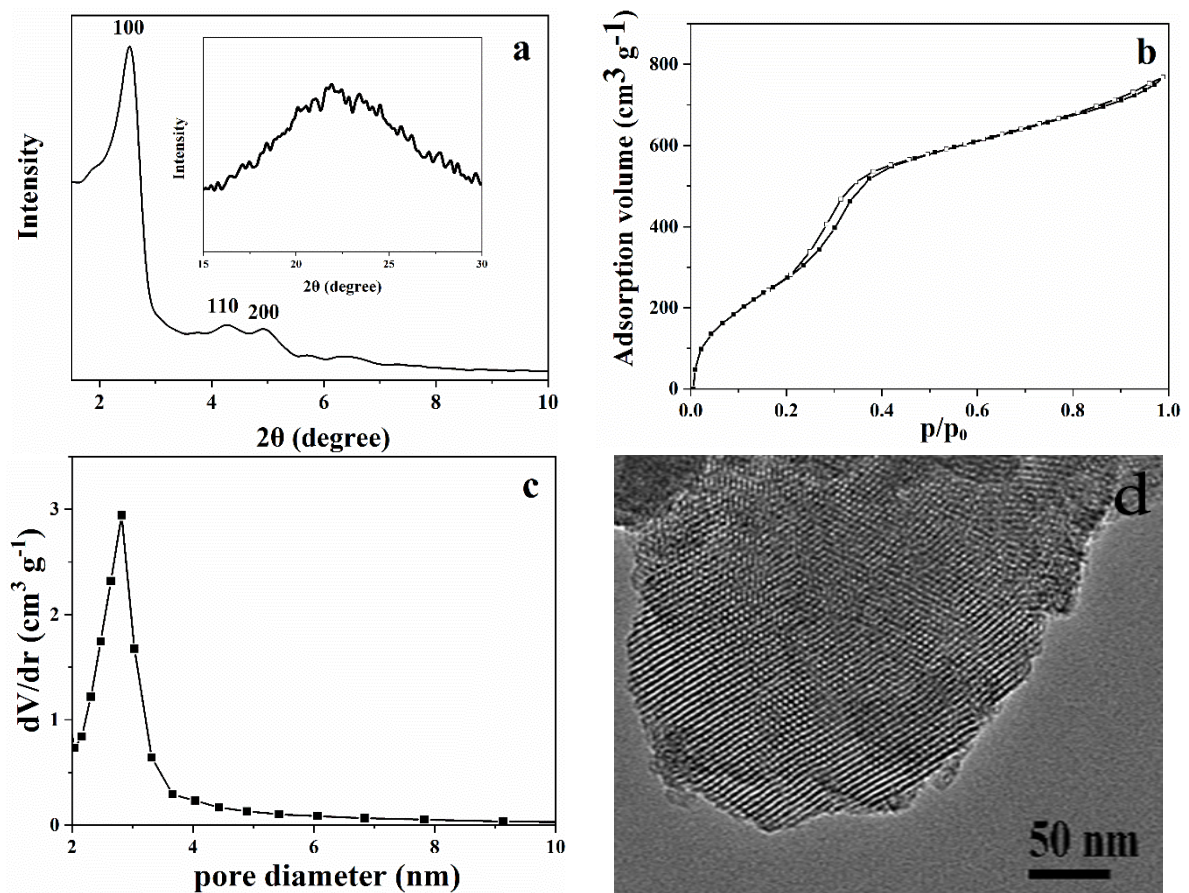 a
100
110
200
Intensity
2 4 6 8 10
2θ (degree)
Intensity
15 20 25 30
2θ (degree)
b
Adsorption volume (cm³ g⁻¹)
800
600
400
200
0
0.0 0.2 0.4 0.6 0.8 1.0
p/p₀
c
dV/dr (cm³ g⁻¹)
3
2
1
0
2 4 6 8 10
pore diameter (nm)
d
50 nm